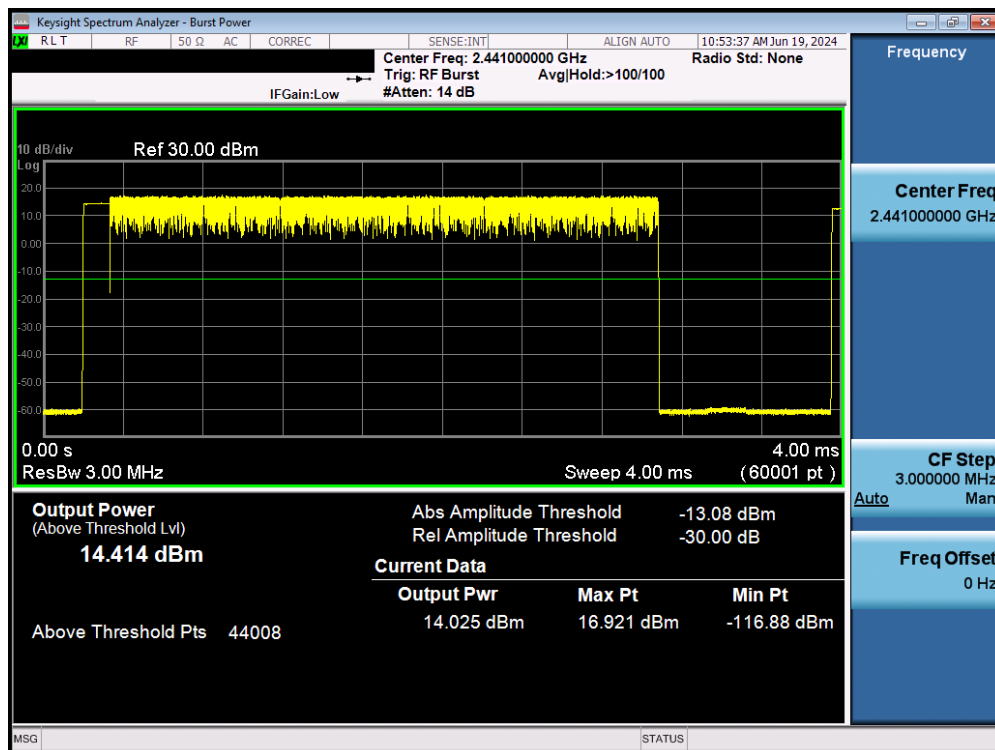 Keysight Spectrum Analyzer - Burst Power
LXI RLT RF 50 Ω AC CORREC SENSE:INT ALIGN AUTO 10:53:37 AM Jun 19, 2024
Center Freq: 2.441000000 GHz Radio Std: None
Trig: RF Burst Avg|Hold:>100/100
IFGain:Low #Atten: 14 dB
Frequency
10 dB/div Ref 30.00 dBm
Log
20.0
10.0
0.00
-10.0
-20.0
-30.0
-40.0
-50.0
-60.0
0.00 s 4.00 ms
ResBw 3.00 MHz Sweep 4.00 ms (60001 pt)
Center Freq
2.441000000 GHz
CF Step
3.000000 MHz
Auto Man
Freq Offset
0 Hz
Output Power
(Above Threshold Lvl)
14.414 dBm
Above Threshold Pts 44008
Abs Amplitude Threshold -13.08 dBm
Rel Amplitude Threshold -30.00 dB
Current Data
Output Pwr Max Pt Min Pt
14.025 dBm 16.921 dBm -116.88 dBm
MSG STATUS